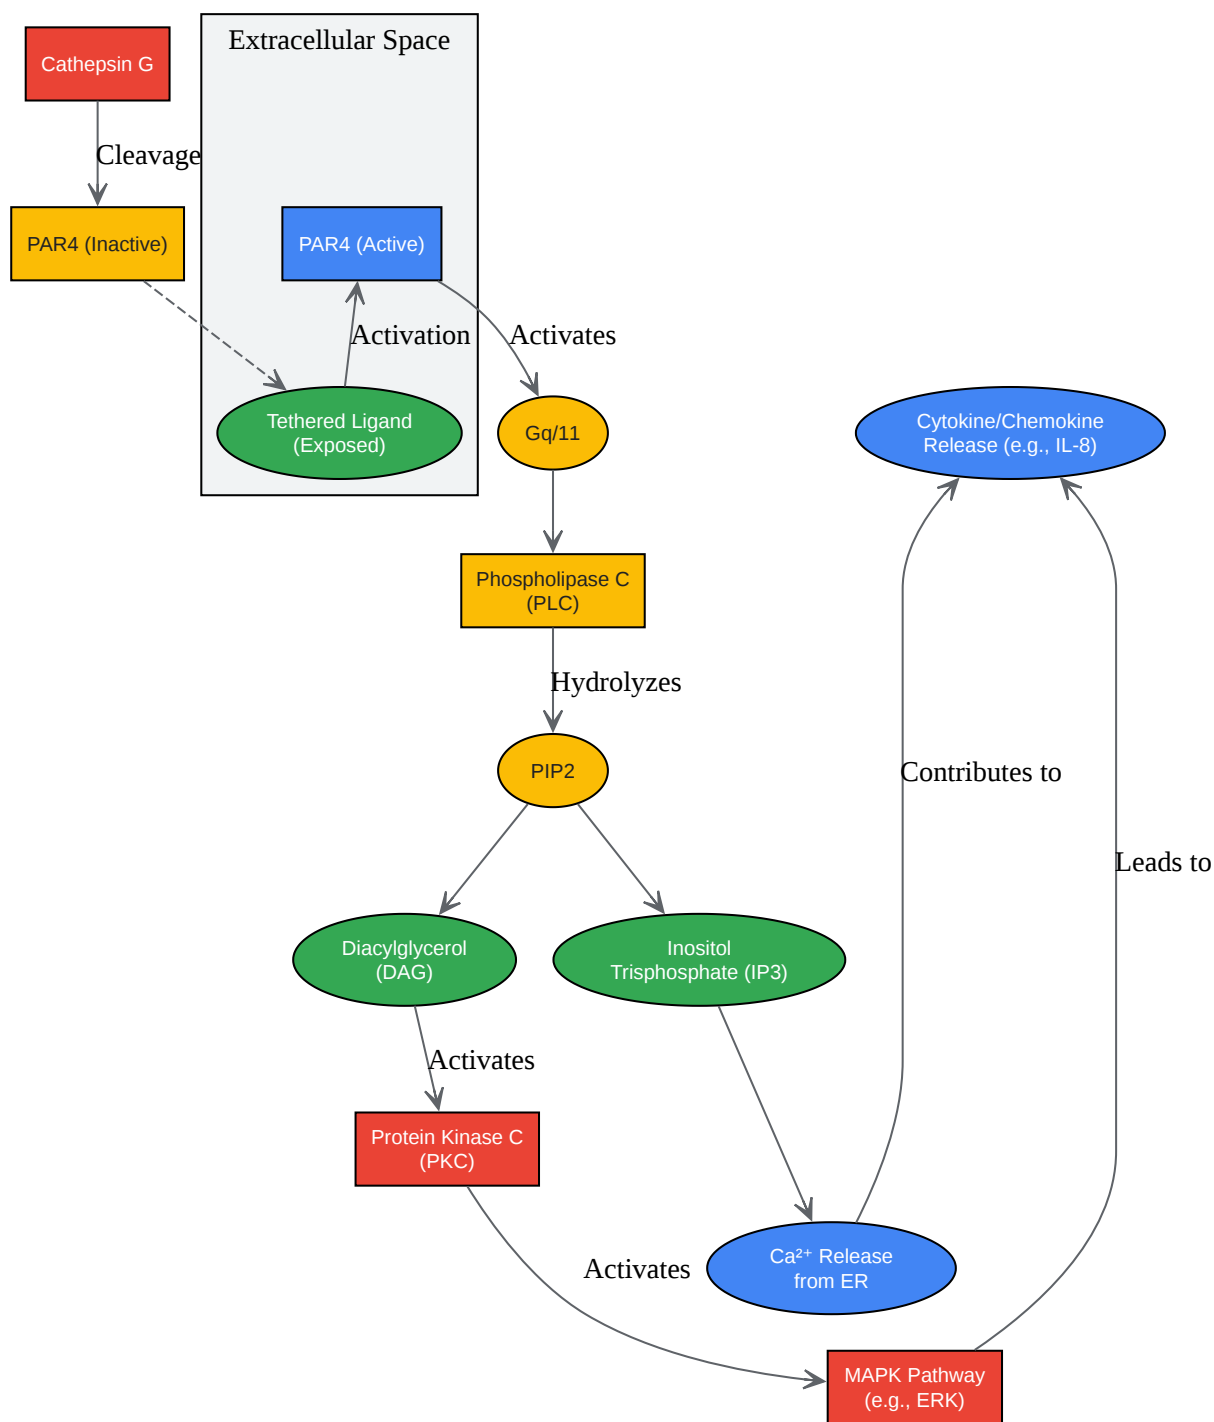 Extracellular Space
Cathepsin G
Cleavage
PAR4 (Inactive)
PAR4 (Active)
Activation
Activates
Tethered Ligand
(Exposed)
Gq/11
Cytokine/Chemokine
Release (e.g., IL-8)
Phospholipase C
(PLC)
Hydrolyzes
PIP2
Contributes to
Leads to
Diacylglycerol
(DAG)
Inositol
Trisphosphate (IP3)
Activates
Protein Kinase C
(PKC)
Activates
Ca²⁺ Release
from ER
MAPK Pathway
(e.g., ERK)